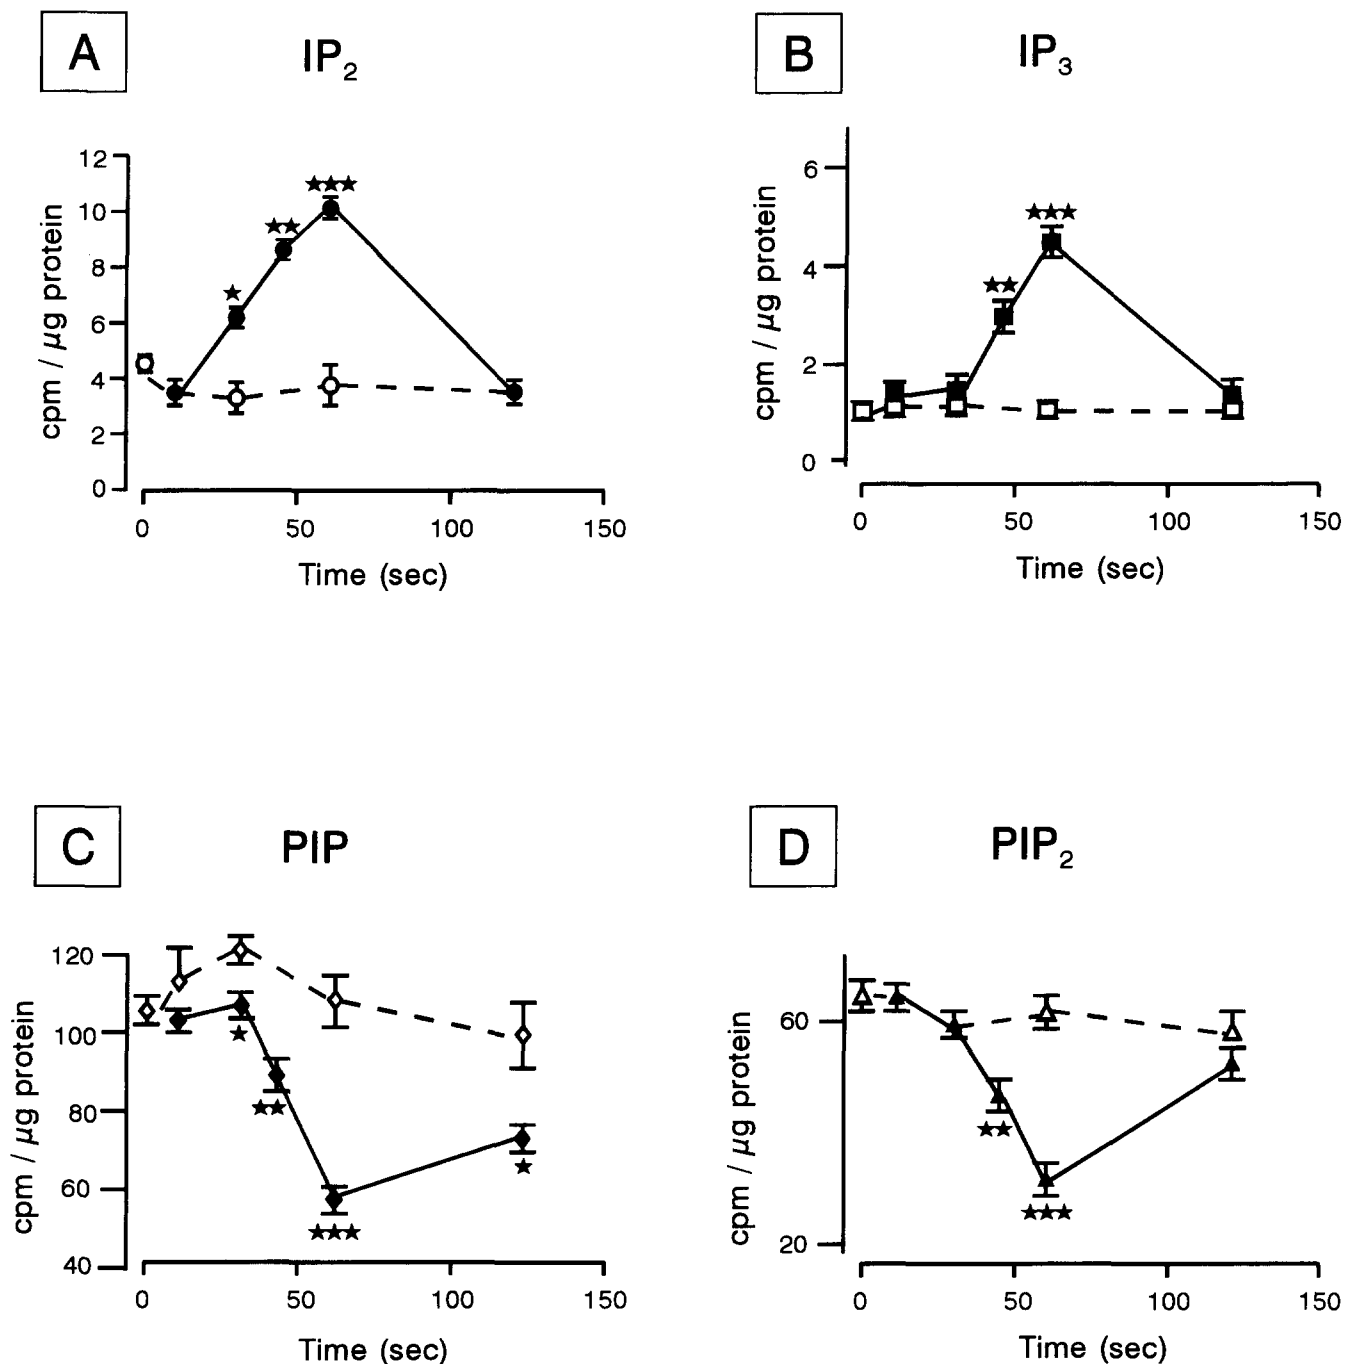 A
IP₂
cpm / µg protein
12
10
8
6
4
2
0
★
★★
★★★
0 50 100 150
Time (sec)
B
IP₃
cpm / µg protein
6
4
2
0
★★
★★★
0 50 100 150
Time (sec)
C
PIP
cpm / µg protein
120
100
80
60
40
★
★★
★★★
★
0 50 100 150
Time (sec)
D
PIP₂
cpm / µg protein
60
20
★★
★★★
0 50 100 150
Time (sec)